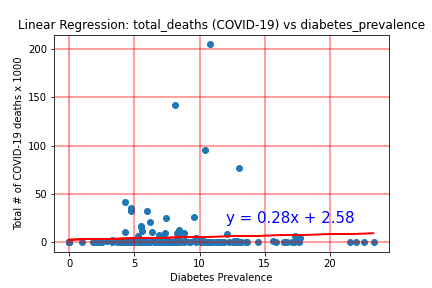 Linear Regression: total_deaths (COVID-19) vs diabetes_prevalence
Total # of COVID-19 deaths x 1000
200
150
100
50
0
y = 0.28x + 2.58
0 5 10 15 20
Diabetes Prevalence